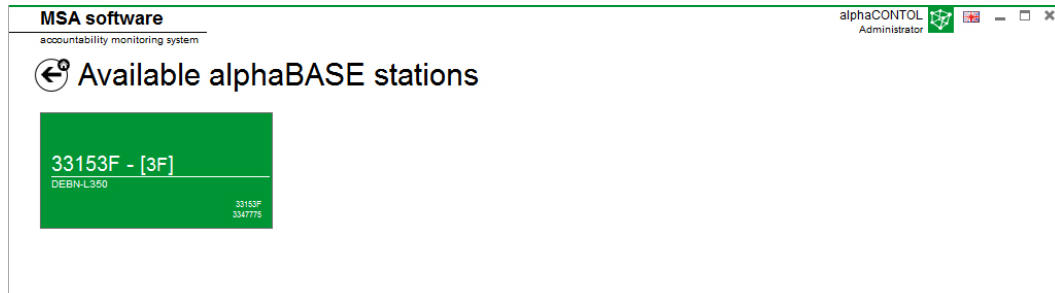 MSA software
accountability monitoring system
alphaCONTOL
Administrator
Available alphaBASE stations
33153F - [3F]
DEBN-L350
33153F
3347775